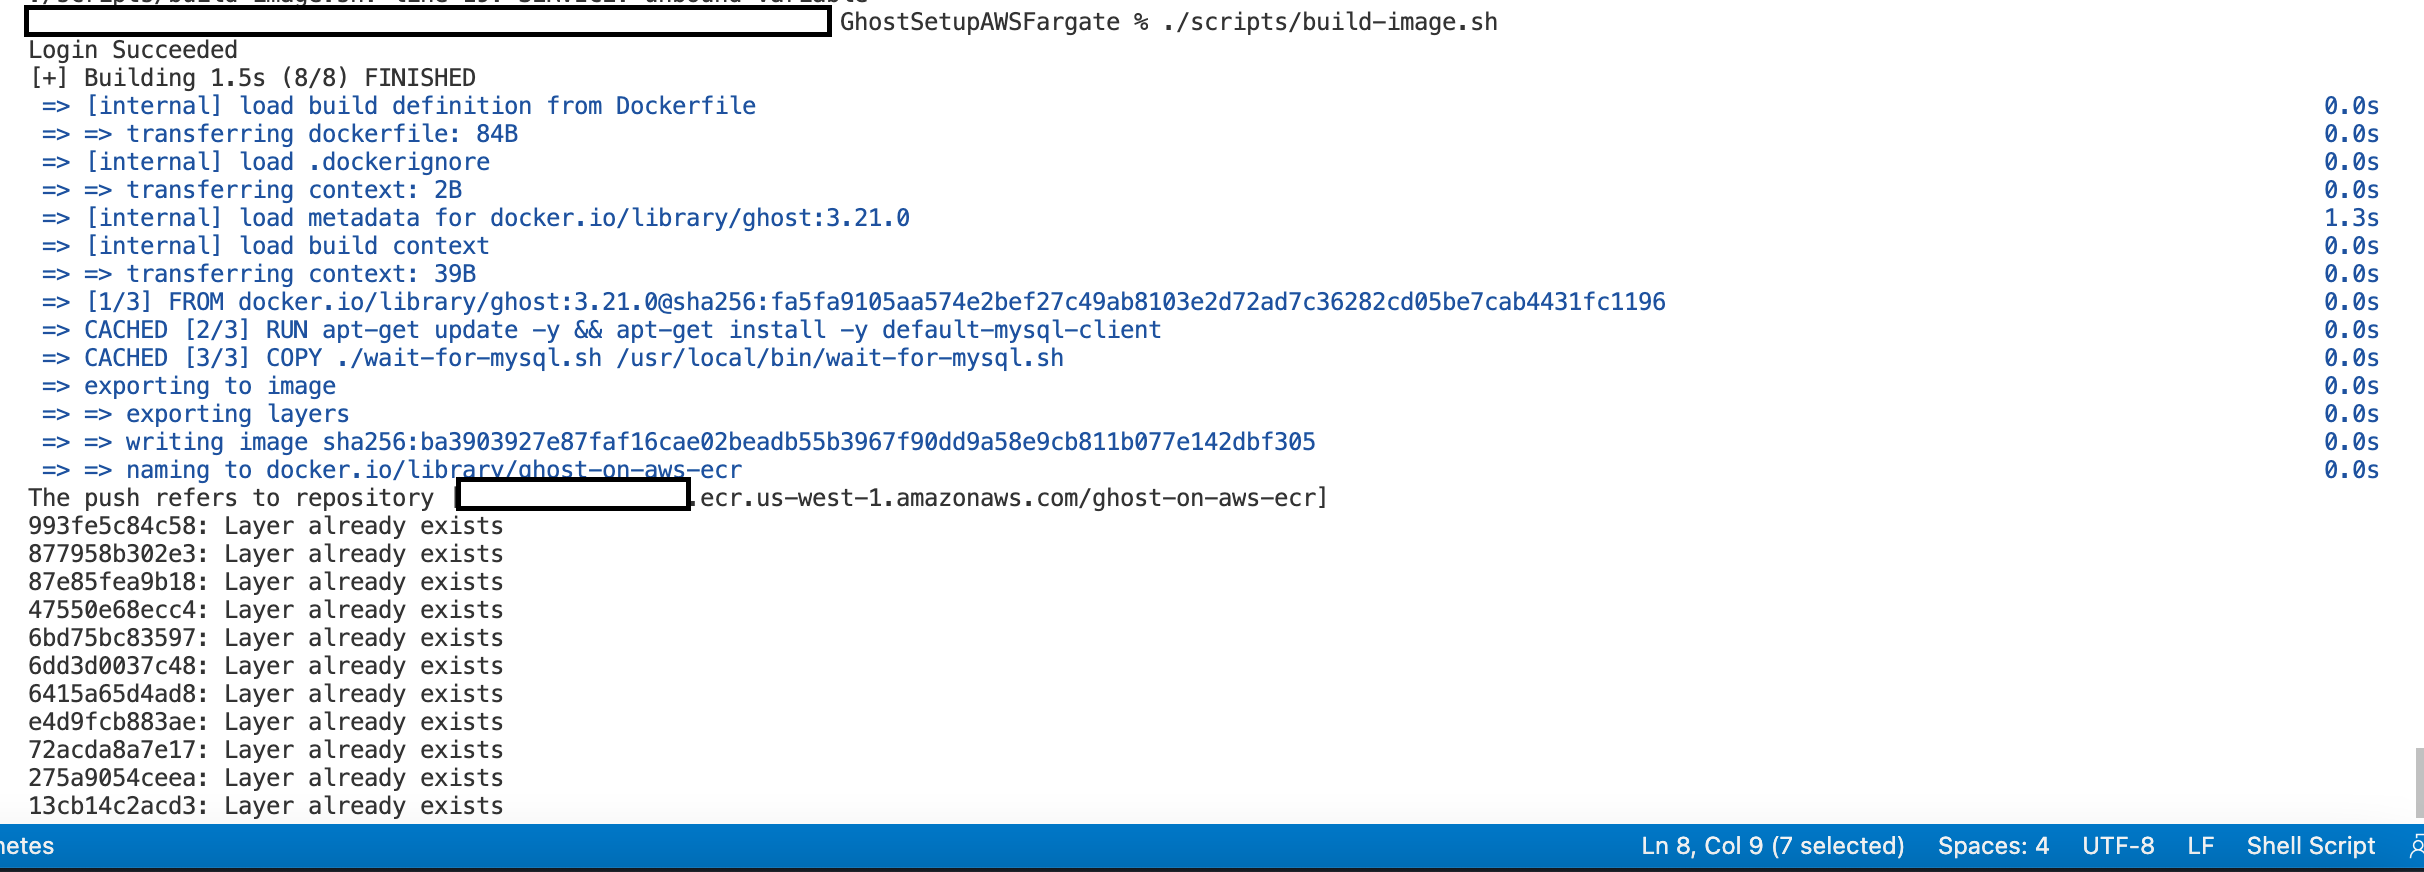 ./scripts/build-image.sh: line 19: SERVICE: unbound variable
GhostSetupAWSFargate % ./scripts/build-image.sh
Login Succeeded
[+] Building 1.5s (8/8) FINISHED
=> [internal] load build definition from Dockerfile 0.0s
=> => transferring dockerfile: 84B 0.0s
=> [internal] load .dockerignore 0.0s
=> => transferring context: 2B 0.0s
=> [internal] load metadata for docker.io/library/ghost:3.21.0 1.3s
=> [internal] load build context 0.0s
=> => transferring context: 39B 0.0s
=> [1/3] FROM docker.io/library/ghost:3.21.0@sha256:fa5fa9105aa574e2bef27c49ab8103e2d72ad7c36282cd05be7cab4431fc1196 0.0s
=> CACHED [2/3] RUN apt-get update -y && apt-get install -y default-mysql-client 0.0s
=> CACHED [3/3] COPY ./wait-for-mysql.sh /usr/local/bin/wait-for-mysql.sh 0.0s
=> exporting to image 0.0s
=> => exporting layers 0.0s
=> => writing image sha256:ba3903927e87faf16cae02beadb55b3967f90dd9a58e9cb811b077e142dbf305 0.0s
=> => naming to docker.io/library/ghost-on-aws-ecr 0.0s
The push refers to repository [ .ecr.us-west-1.amazonaws.com/ghost-on-aws-ecr]
993fe5c84c58: Layer already exists
877958b302e3: Layer already exists
87e85fea9b18: Layer already exists
47550e68ecc4: Layer already exists
6bd75bc83597: Layer already exists
6dd3d0037c48: Layer already exists
6415a65d4ad8: Layer already exists
e4d9fcb883ae: Layer already exists
72acda8a7e17: Layer already exists
275a9054ceea: Layer already exists
13cb14c2acd3: Layer already exists
netes Ln 8, Col 9 (7 selected) Spaces: 4 UTF-8 LF Shell Script